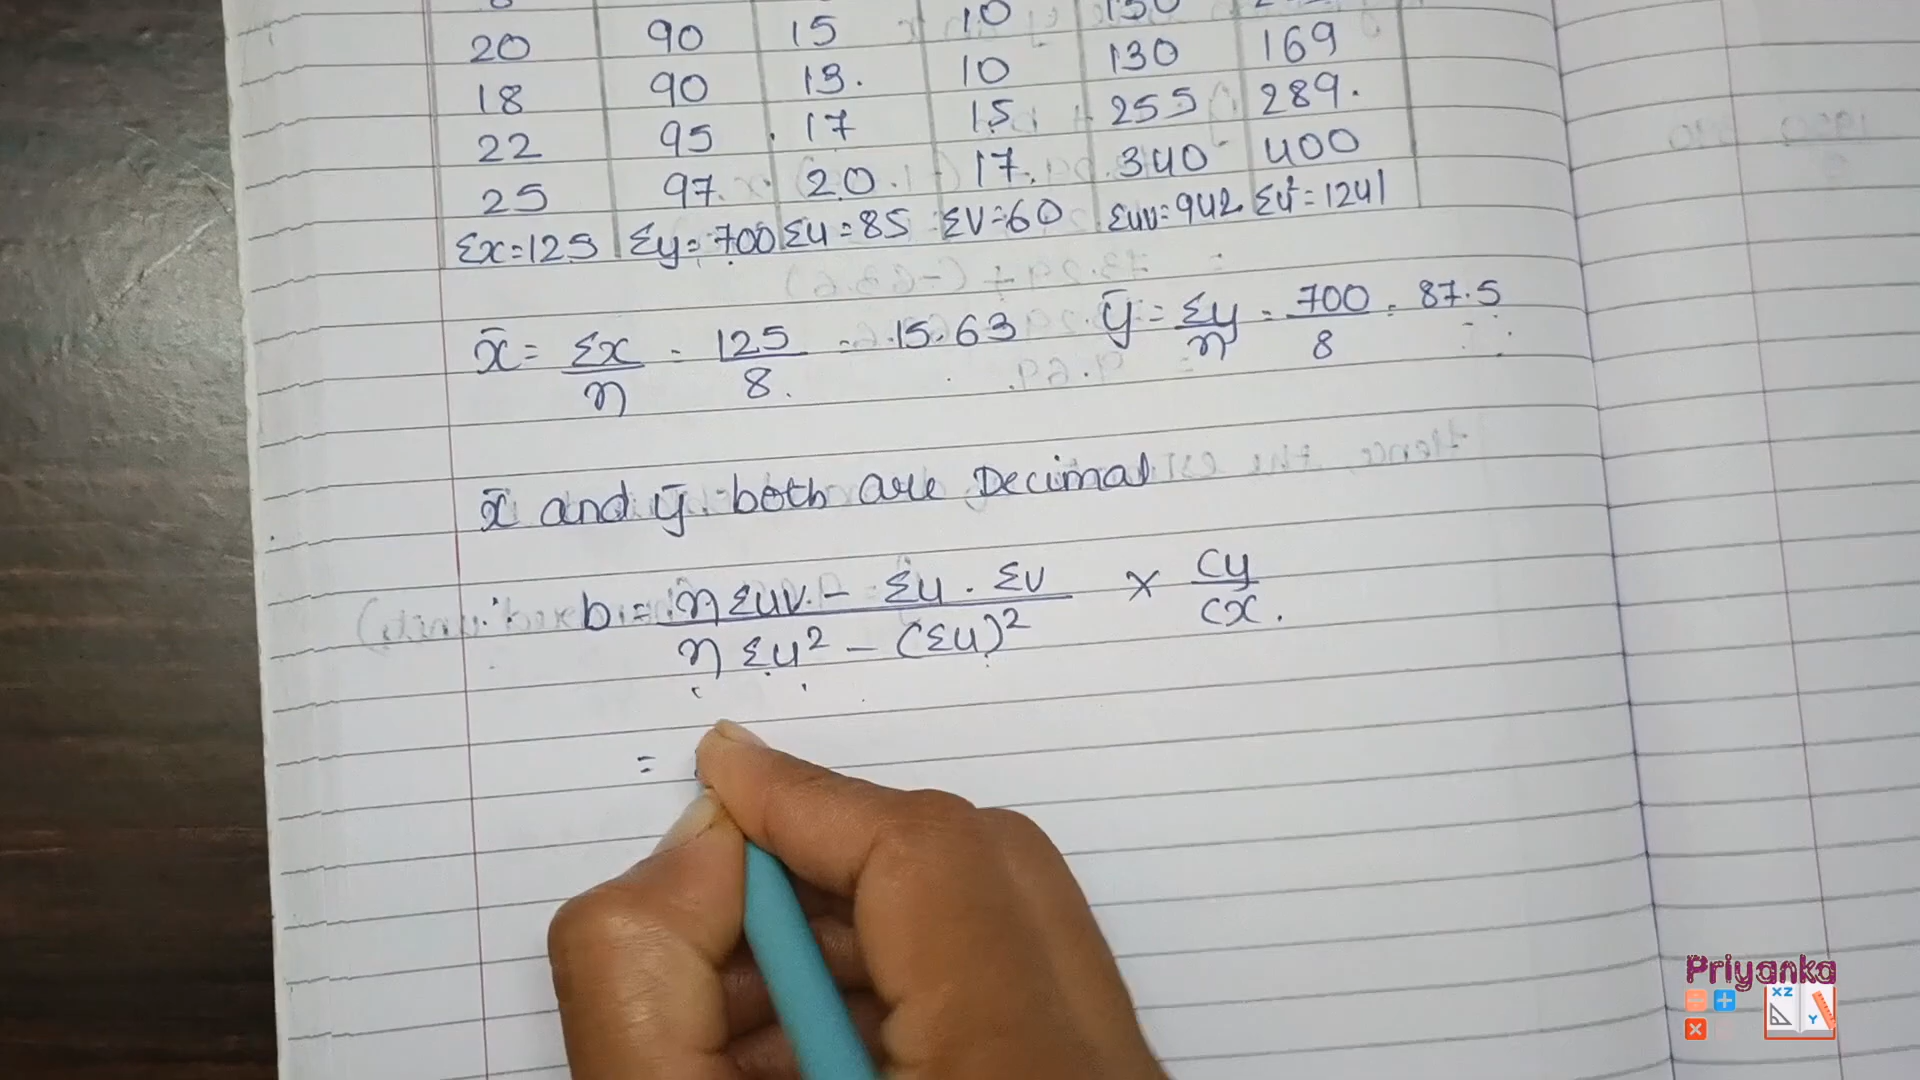 20 90 15 10 130 169
18 90 13. 10 255 289.
22 95 17 15 340 400
25 97 20 17
Σx=125 Σy=700 Σu=85 Σv=60 Σuv=942 Σu²=1241
x̄ = Σx/n = 125/8 = 15.63 ȳ = Σy/n = 700/8 = 87.5
x̄ and ȳ both are Decimal
b = nΣuv - Σu . Σv / nΣu² - (Σu)² × Cy/Cx.
=
Priyanka
XZ
Y